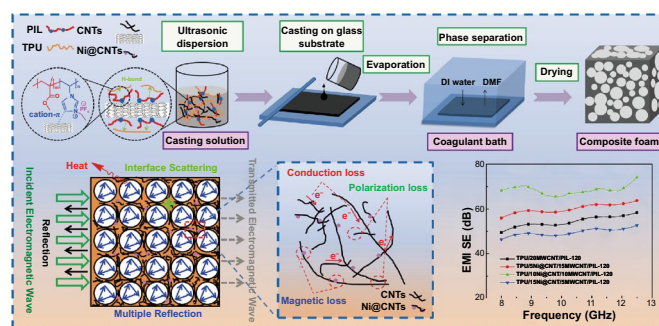 PIL
CNTs
TPU
Ni@CNTs
cation-π
H-bond
Ultrasonic
dispersion
Casting solution
Casting on glass
substrate
Evaporation
Phase separation
DI water
DMF
Coagulant bath
Drying
Composite foam
Incident Electromagnetic
Wave
Reflection
Heat
Interface Scattering
Multiple Reflection
Transmitted Electromagnetic Wave
Conduction loss
Polarization loss
e-
e-
e-
e-
Magnetic loss
CNTs
Ni@CNTs
EMI SE (dB)
80
60
40
20
TPU/20MWCNT/PIL-120
TPU/5Ni@CNT/15MWCNT/PIL-120
TPU/10Ni@CNT/10MWCNT/PIL-120
TPU/15Ni@CNT/5MWCNT/PIL-120
8
9
10
11
12
13
Frequency (GHz)